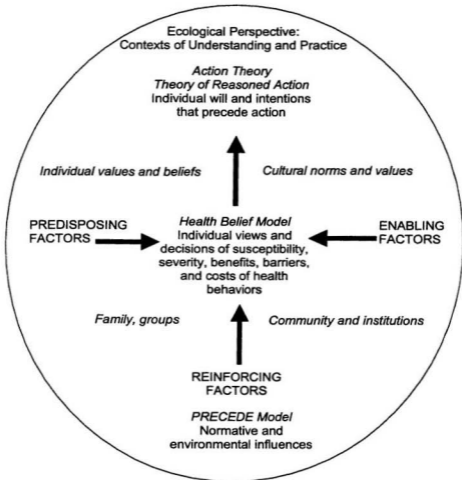 Ecological Perspective:
Contexts of Understanding and Practice
Action Theory
Theory of Reasoned Action
Individual will and intentions
that precede action
Individual values and beliefs
Cultural norms and values
PREDISPOSING
FACTORS
Health Belief Model
Individual views and
decisions of susceptibility,
severity, benefits, barriers,
and costs of health
behaviors
ENABLING
FACTORS
Family, groups
Community and institutions
REINFORCING
FACTORS
PRECEDE Model
Normative and
environmental influences